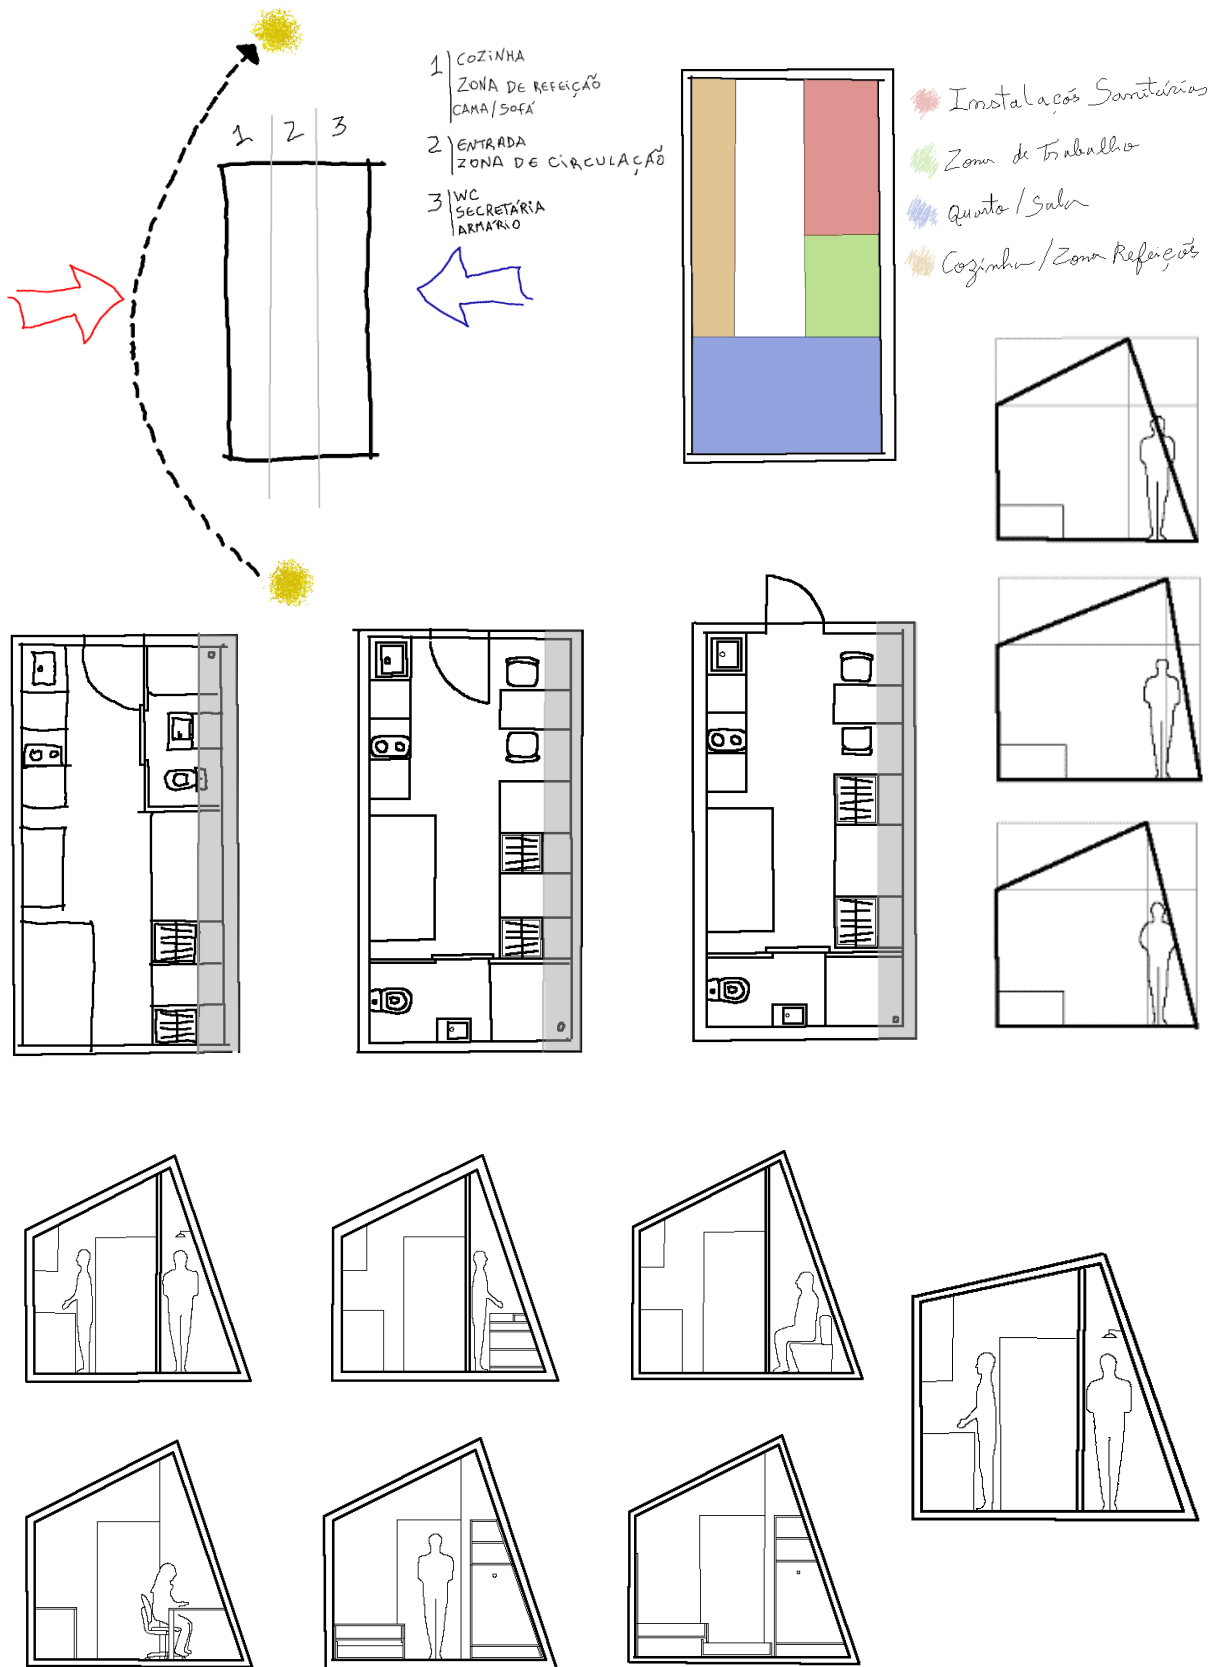 1 2 3
1 COZINHA
ZONA DE REFEIÇÃO
CAMA/SOFÁ
2 ENTRADA
ZONA DE CIRCULAÇÃO
3 WC
SECRETÁRIA
ARMÁRIO
Instalaçõs Sanitárias
Zona de Trabalho
Quarto/Sala
Cozinha/Zona Refeiçõs